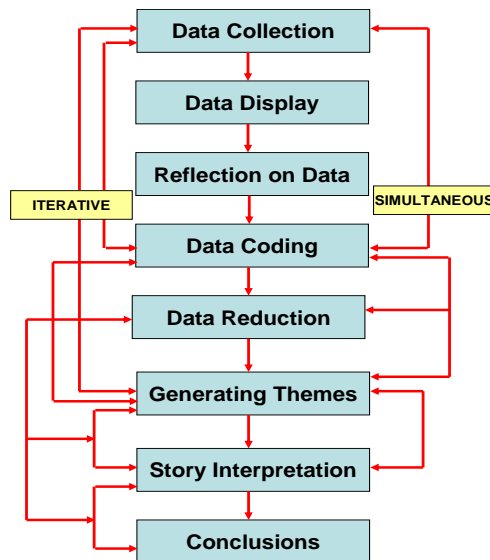 Data Collection
Data Display
Reflection on Data
ITERATIVE
SIMULTANEOUS
Data Coding
Data Reduction
Generating Themes
Story Interpretation
Conclusions